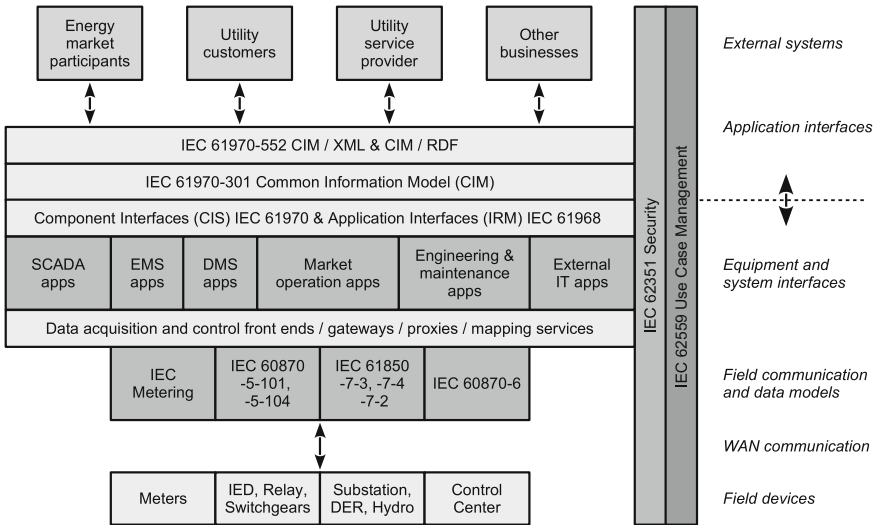 Energy
market
participants
Utility
customers
Utility
service
provider
Other
businesses
External systems
IEC 61970-552 CIM / XML & CIM / RDF
Application interfaces
IEC 61970-301 Common Information Model (CIM)
Component Interfaces (CIS) IEC 61970 & Application Interfaces (IRM) IEC 61968
SCADA
apps
EMS
apps
DMS
apps
Market
operation apps
Engineering &
maintenance
apps
External
IT apps
Equipment and
system interfaces
Data acquisition and control front ends / gateways / proxies / mapping services
IEC
Metering
IEC 60870
-5-101,
-5-104
IEC 61850
-7-3, -7-4
-7-2
IEC 60870-6
Field communication
and data models
WAN communication
Meters
IED, Relay,
Switchgears
Substation,
DER, Hydro
Control
Center
Field devices
IEC 62351 Security
IEC 62559 Use Case Management